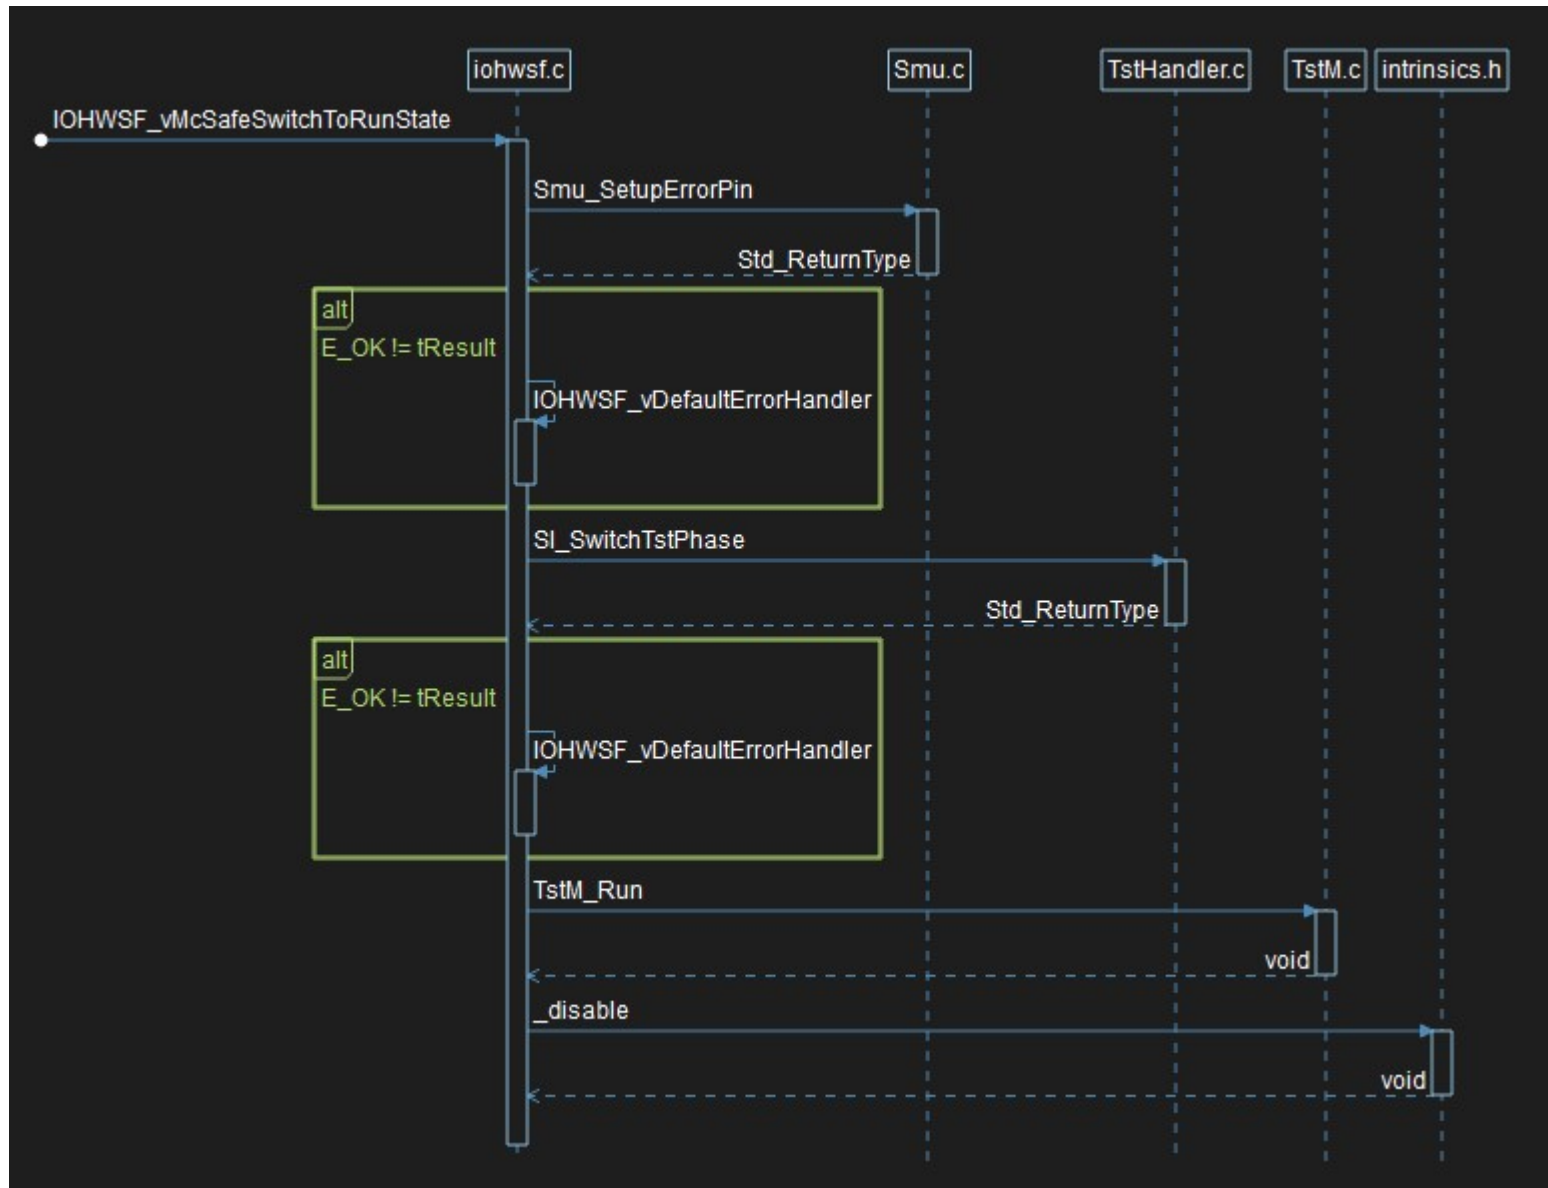 iohwsf.c
Smu.c
TstHandler.c
TstM.c
intrinsics.h
IOHWSF_vMcSafeSwitchToRunState
Smu_SetupErrorPin
Std_ReturnType
alt
E_OK != tResult
IOHWSF_vDefaultErrorHandler
Sl_SwitchTstPhase
Std_ReturnType
alt
E_OK != tResult
IOHWSF_vDefaultErrorHandler
TstM_Run
void
_disable
void